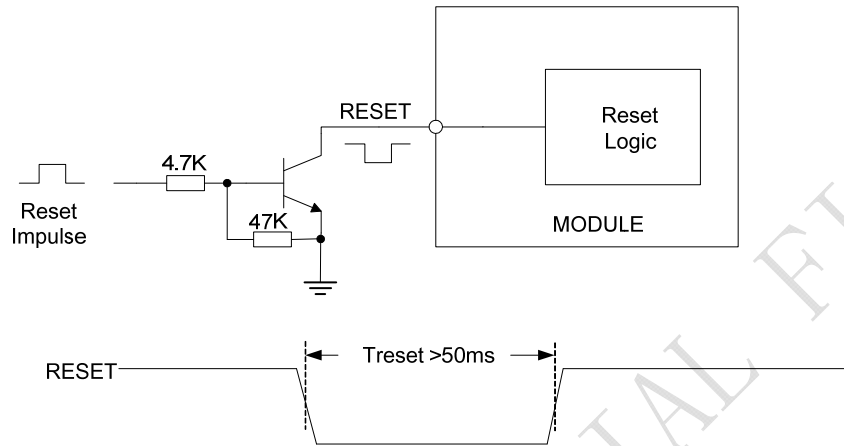 RESET
Reset
Logic
4.7K
Reset
Impulse
47K
MODULE
RESET
Treset >50ms